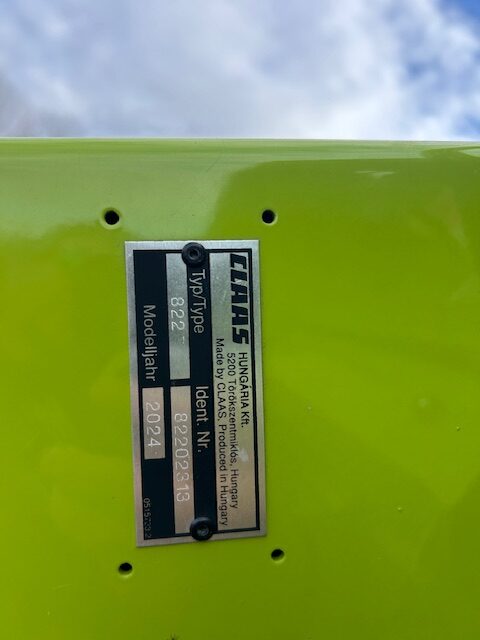 CLAAS HUNGÁRIA Kft.
5200 Törökszentmiklós, Hungary
Made by CLAAS, Produced in Hungary
Typ/Type Ident. Nr.
822 82202313
Modelljahr 2024